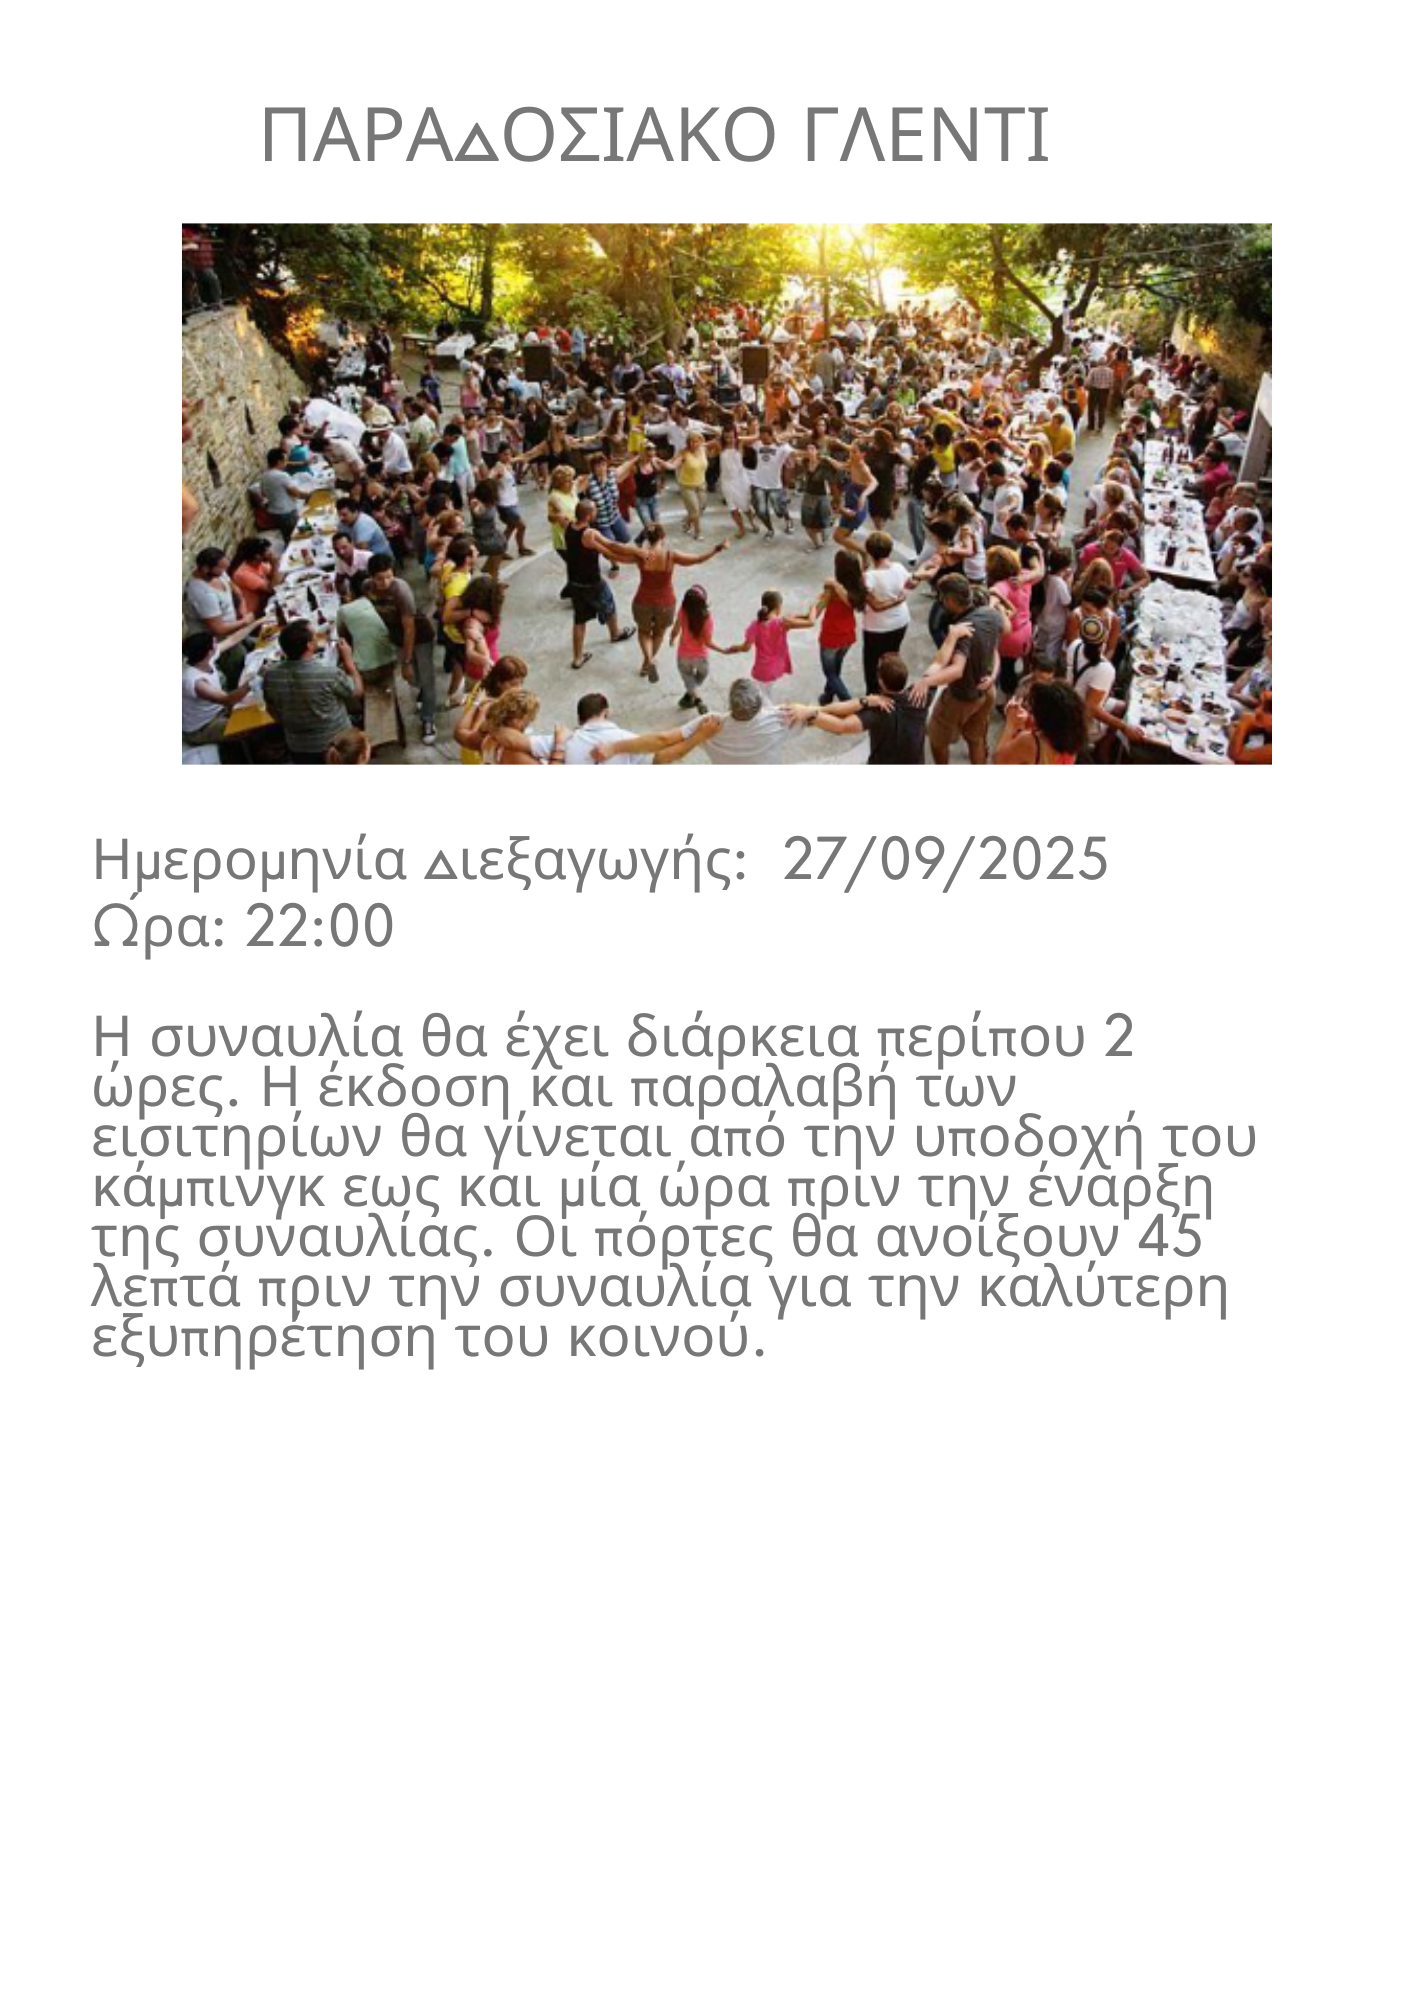 ΠΑΡΑΔΟΣΙΑΚΟ ΓΛΕΝΤΙ
Ημερομηνία Διεξαγωγής: 27/09/2025
Ώρα: 22:00
Η συναυλία θα έχει διάρκεια περίπου 2
ώρες. Η έκδοση και παραλαβή των
εισιτηρίων θα γίνεται από την υποδοχή του
κάμπινγκ εως και μία ώρα πριν την έναρξη
της συναυλίας. Οι πόρτες θα ανοίξουν 45
λεπτά πριν την συναυλία για την καλύτερη
εξυπηρέτηση του κοινού.